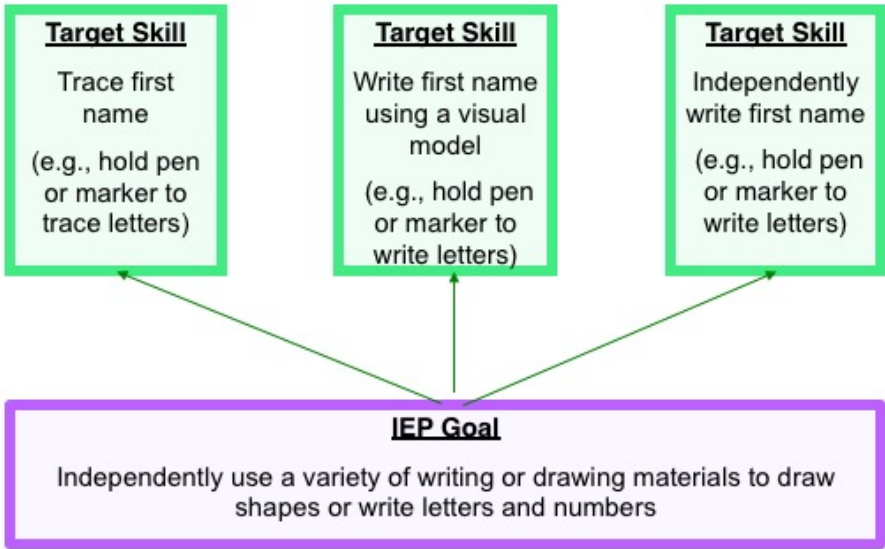 Target Skill
Trace first
name
(e.g., hold pen
or marker to
trace letters)
Target Skill
Write first name
using a visual
model
(e.g., hold pen
or marker to
write letters)
Target Skill
Independently
write first name
(e.g., hold pen
or marker to
write letters)
IEP Goal
Independently use a variety of writing or drawing materials to draw
shapes or write letters and numbers